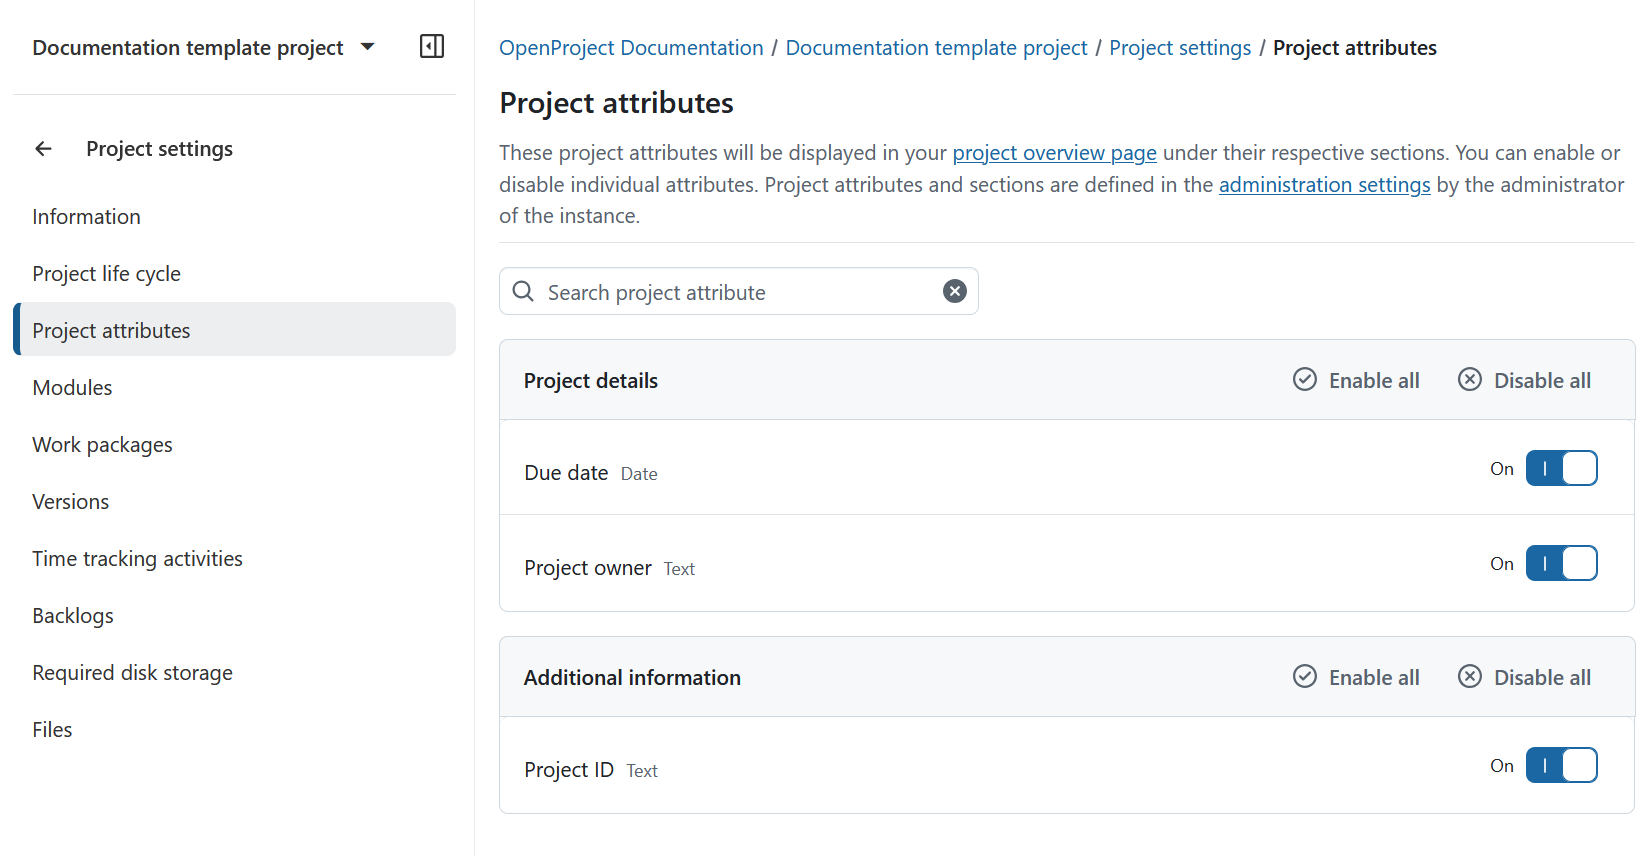 Documentation template project
Project settings
Information
Project life cycle
Project attributes
Modules
Work packages
Versions
Time tracking activities
Backlogs
Required disk storage
Files
OpenProject Documentation / Documentation template project / Project settings / Project attributes
Project attributes
These project attributes will be displayed in your project overview page under their respective sections. You can enable or
disable individual attributes. Project attributes and sections are defined in the administration settings by the administrator
of the instance.
Search project attribute
Project details Enable all Disable all
Due date Date On
Project owner Text On
Additional information Enable all Disable all
Project ID Text On